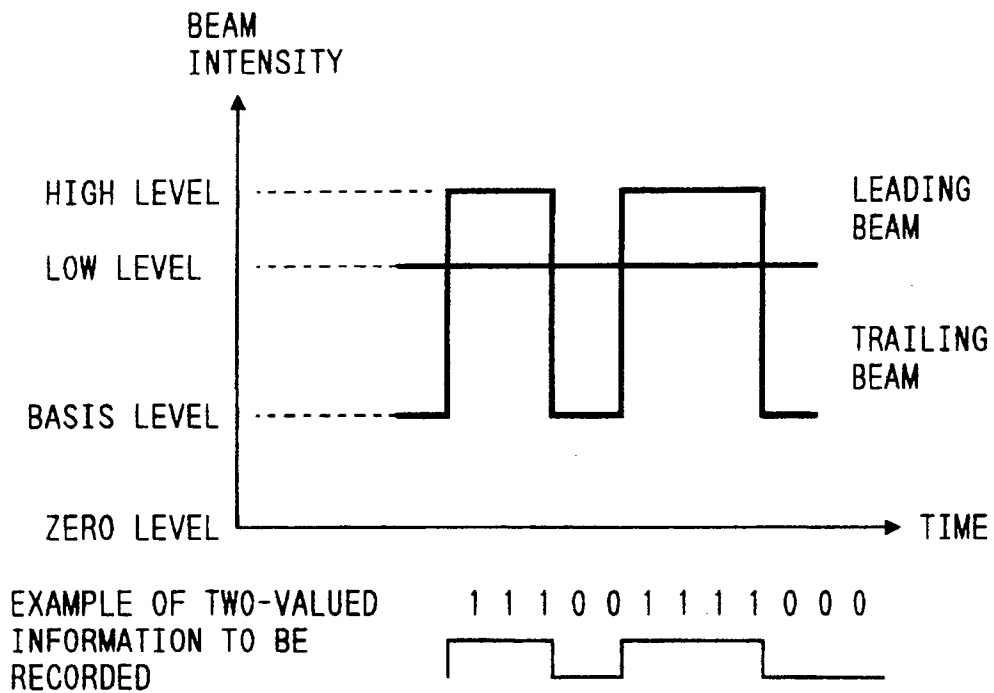 BEAM
INTENSITY
HIGH LEVEL
LEADING
BEAM
LOW LEVEL
TRAILING
BEAM
BASIS LEVEL
ZERO LEVEL
TIME
EXAMPLE OF TWO-VALUED
INFORMATION TO BE
RECORDED
1 1 1 0 0 1 1 1 1 0 0 0